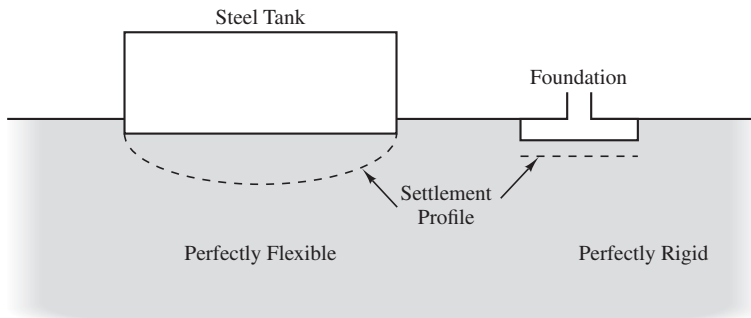 Steel Tank
Foundation
Settlement
Profile
Perfectly Flexible
Perfectly Rigid